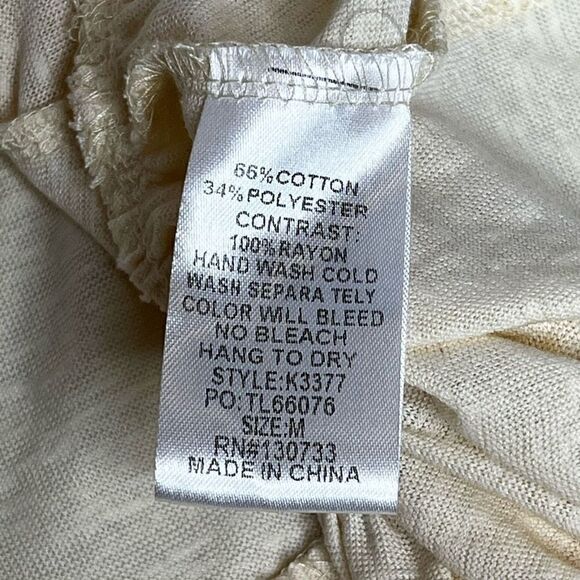 66%COTTON
34%POLYESTER
CONTRAST:
100%RAYON
HAND WASH COLD
WASH SEPARA TELY
COLOR WILL BLEED
NO BLEACH
HANG TO DRY
STYLE:K3377
PO:TL66076
SIZE:M
RN#130733
MADE IN CHINA